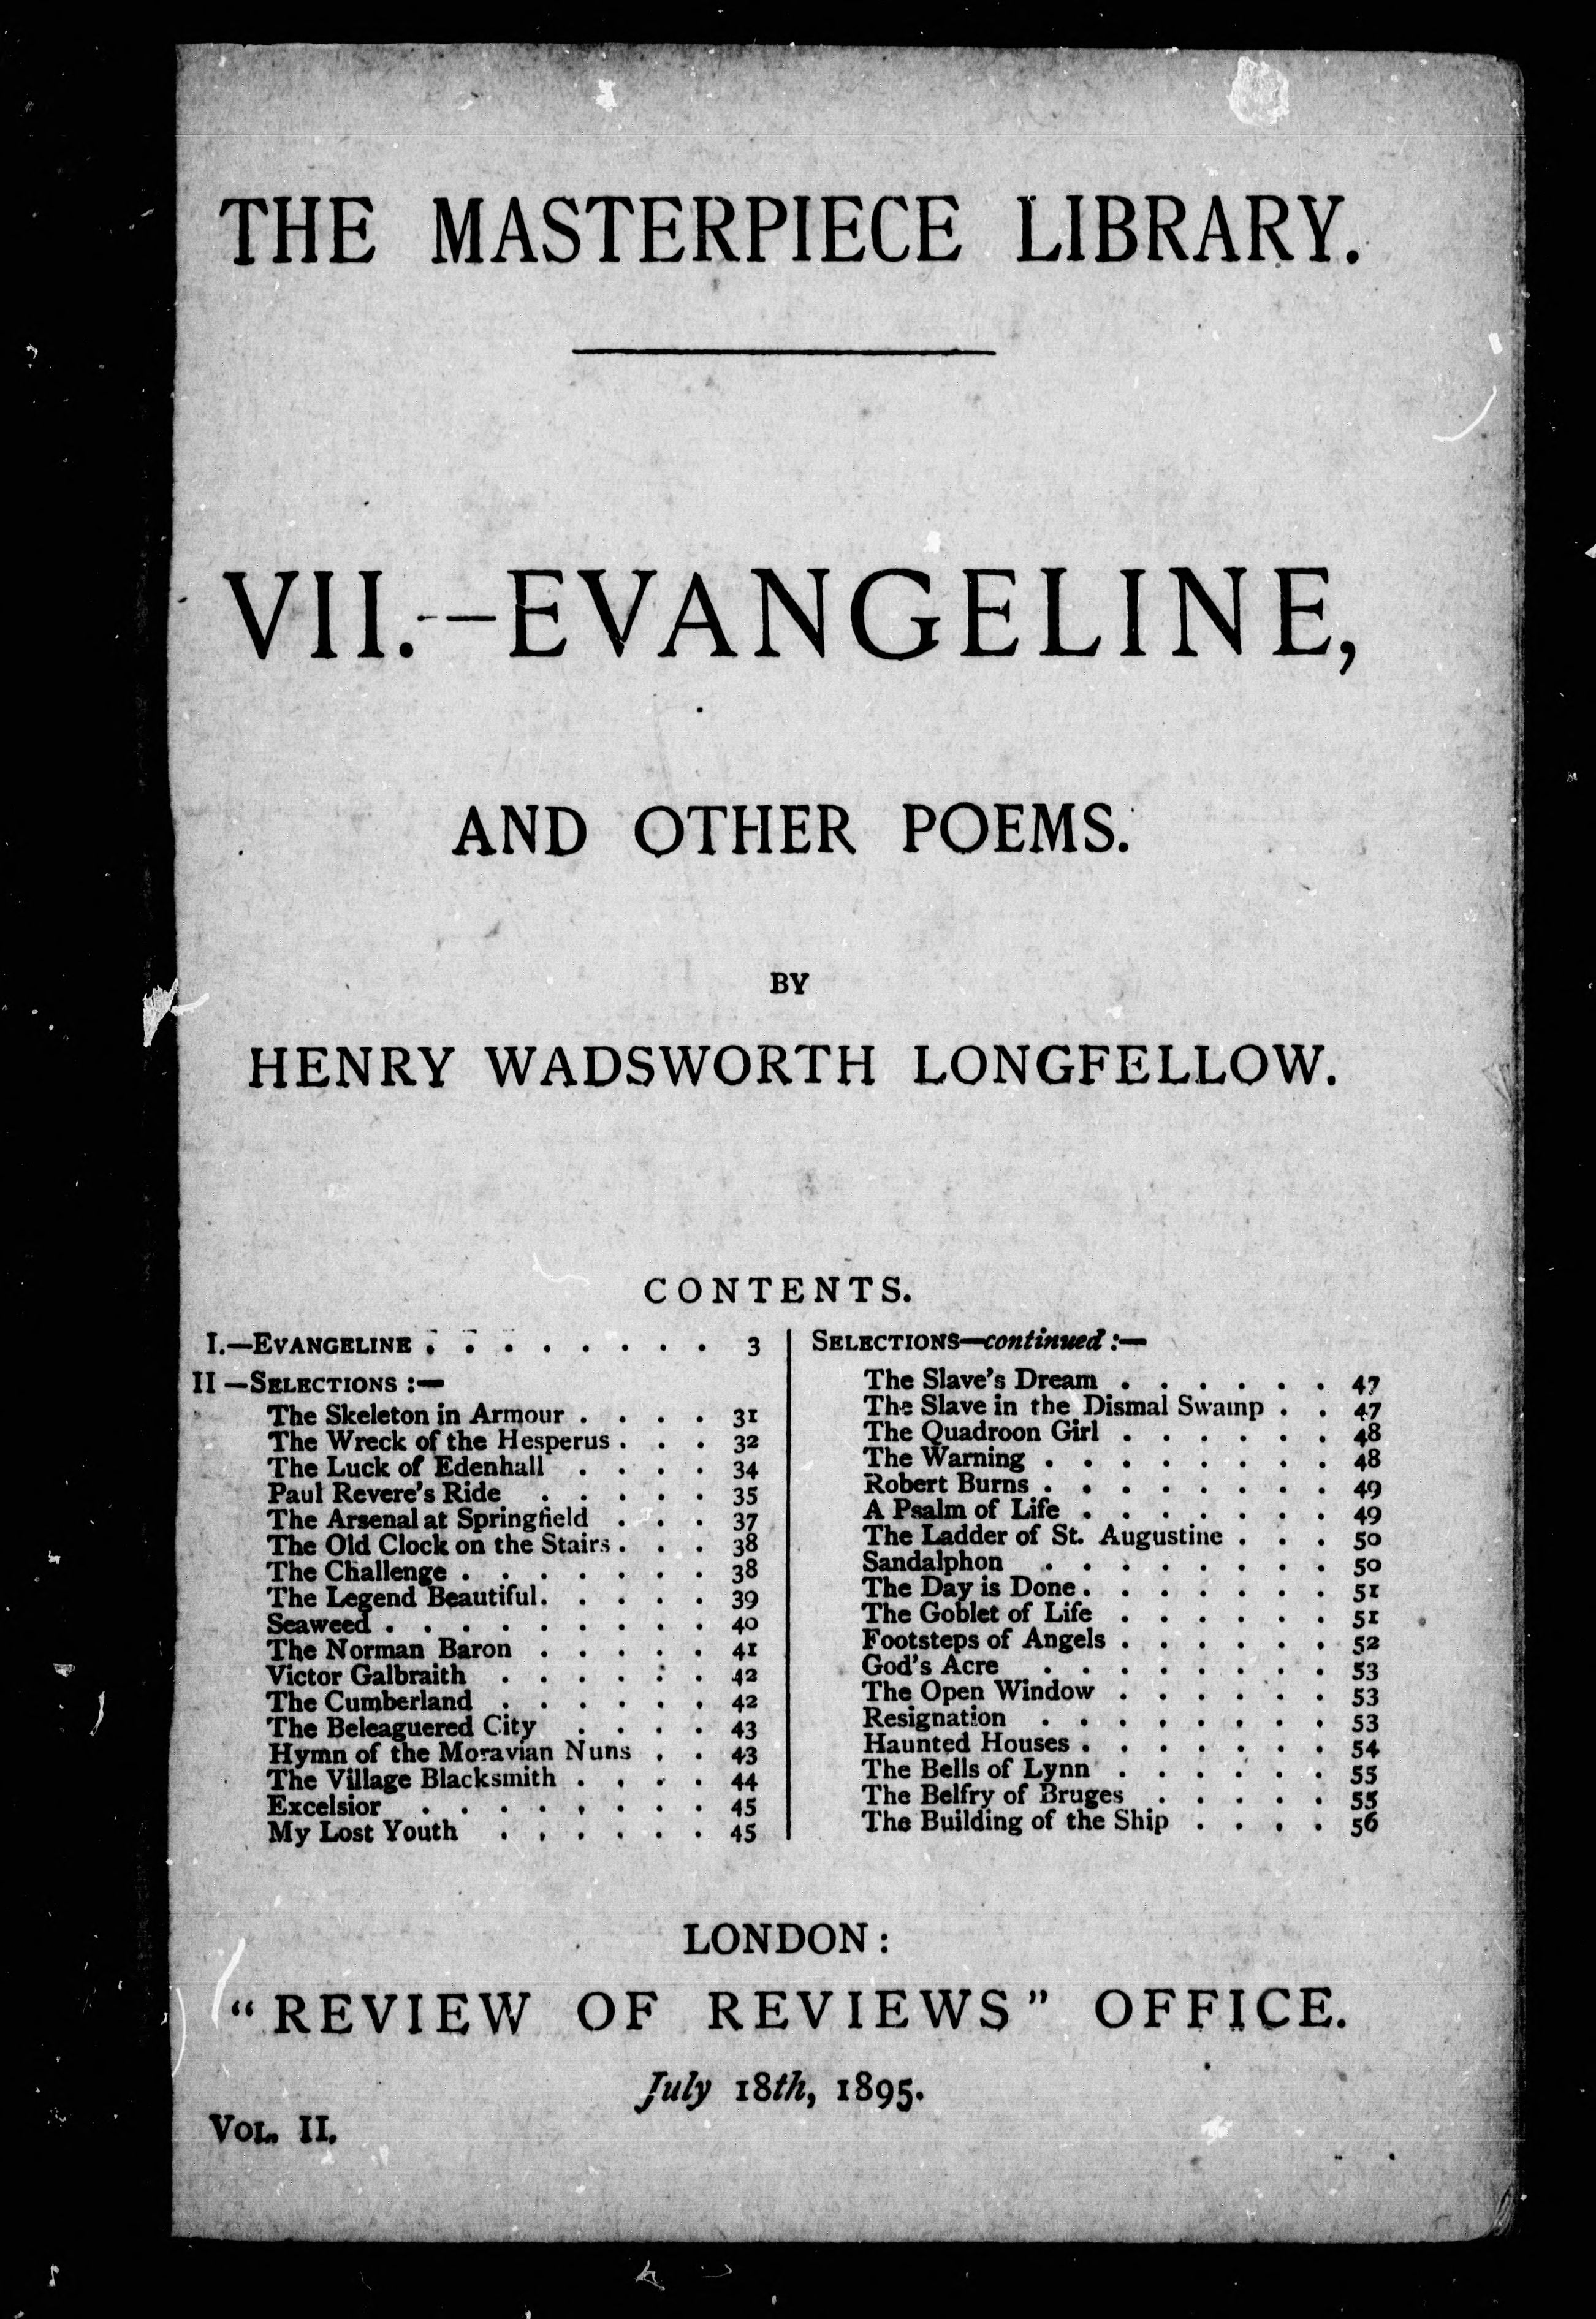 THE MASTERPIECE LIBRARY.
VII.—EVANGELINE,
AND OTHER POEMS.
BY
HENRY WADSWORTH LONGFELLOW.
CONTENTS.
I.—EVANGELINE . . . . . . . . 3
II—SELECTIONS :—
The Skeleton in Armour . . . . 31
The Wreck of the Hesperus . . . 32
The Luck of Edenhall . . . . 34
Paul Revere's Ride . . . . . 35
The Arsenal at Springfield . . . 37
The Old Clock on the Stairs . . . 38
The Challenge . . . . . . . 38
The Legend Beautiful . . . . . 39
Seaweed . . . . . . . . . 40
The Norman Baron . . . . . 41
Victor Galbraith . . . . . . 42
The Cumberland . . . . . . 42
The Beleaguered City . . . . 43
Hymn of the Moravian Nuns . . 43
The Village Blacksmith . . . . 44
Excelsior . . . . . . . . 45
My Lost Youth . . . . . . 45
SELECTIONS—continued :—
The Slave's Dream . . . . . . 47
The Slave in the Dismal Swamp . . 47
The Quadroon Girl . . . . . . 48
The Warning . . . . . . . . 48
Robert Burns . . . . . . . . 49
A Psalm of Life . . . . . . . 49
The Ladder of St. Augustine . . . 50
Sandalphon . . . . . . . . 50
The Day is Done . . . . . . . 51
The Goblet of Life . . . . . . 51
Footsteps of Angels . . . . . . 52
God's Acre . . . . . . . . 53
The Open Window . . . . . . 53
Resignation . . . . . . . . 53
Haunted Houses . . . . . . . 54
The Bells of Lynn . . . . . . 55
The Belfry of Bruges . . . . . 55
The Building of the Ship . . . . 56
LONDON:
"REVIEW OF REVIEWS" OFFICE.
July 18th, 1895.
VOL. II.